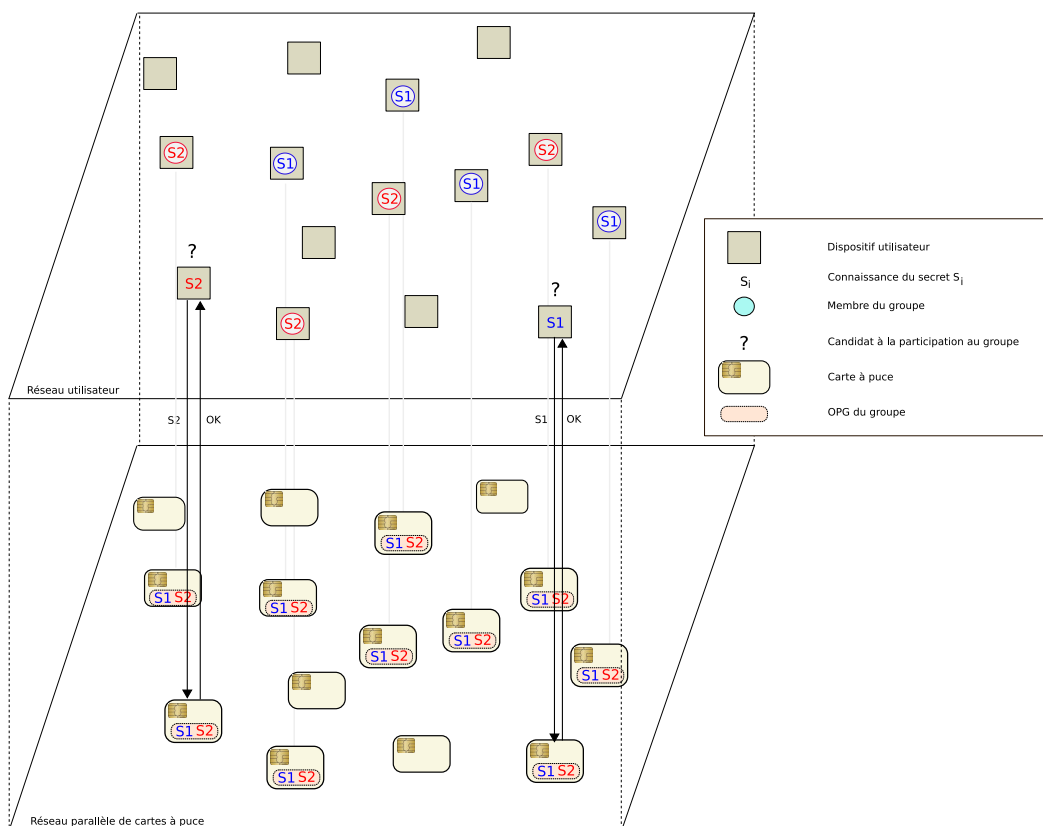 S1
S2
S2
S1
S1
S2
S1
?
S2
?
S2
S1
Dispositif utilisateur
Si
Connaissance du secret Si
Membre du groupe
?
Candidat à la participation au groupe
Carte à puce
OPG du groupe
Réseau utilisateur
S2
OK
S1
OK
S1 S2
S1 S2
S1 S2
S1 S2
S1 S2
S1 S2
S1 S2
S1 S2
S1 S2
S1 S2
Réseau parallèle de cartes à puce